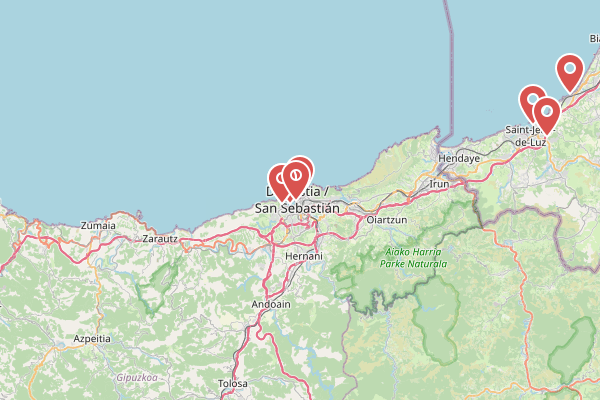 Bia
Saint-Je
de-Luz
Hendaye
Irun
tia /
San Sebastián
Oiartzun
Zumaia
Zarautz
Hernani
Aiako Harria
Parke Naturala
Andoain
Azpeitia
Gipuzkoa
Tolosa